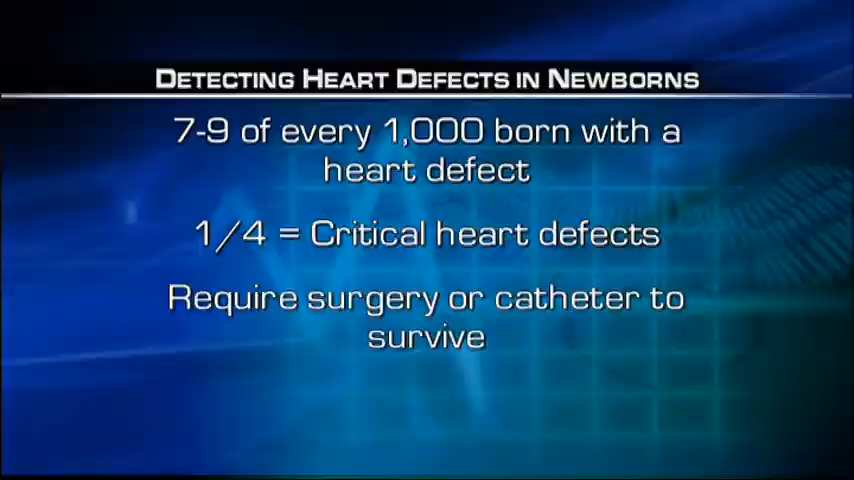 DETECTING HEART DEFECTS IN NEWBORNS
7-9 of every 1,000 born with a
heart defect
1/4 = Critical heart defects
Require surgery or catheter to
survive